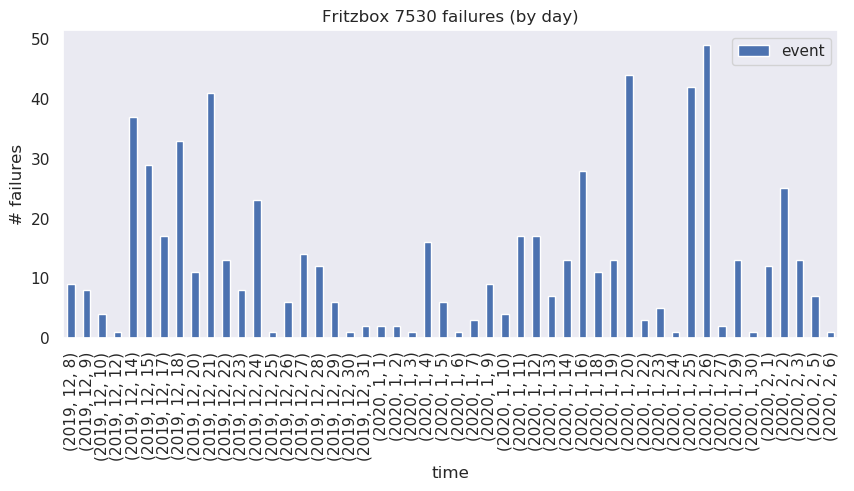 Fritzbox 7530 failures (by day)
event
# failures
50
40
30
20
10
0
(2019, 12, 8)
(2019, 12, 9)
(2019, 12, 10)
(2019, 12, 12)
(2019, 12, 14)
(2019, 12, 15)
(2019, 12, 17)
(2019, 12, 18)
(2019, 12, 20)
(2019, 12, 21)
(2019, 12, 22)
(2019, 12, 23)
(2019, 12, 24)
(2019, 12, 25)
(2019, 12, 26)
(2019, 12, 27)
(2019, 12, 28)
(2019, 12, 29)
(2019, 12, 30)
(2019, 12, 31)
(2020, 1, 1)
(2020, 1, 2)
(2020, 1, 3)
(2020, 1, 4)
(2020, 1, 5)
(2020, 1, 6)
(2020, 1, 7)
(2020, 1, 9)
(2020, 1, 10)
(2020, 1, 11)
(2020, 1, 12)
(2020, 1, 13)
(2020, 1, 14)
(2020, 1, 16)
(2020, 1, 18)
(2020, 1, 19)
(2020, 1, 20)
(2020, 1, 22)
(2020, 1, 23)
(2020, 1, 24)
(2020, 1, 25)
(2020, 1, 26)
(2020, 1, 27)
(2020, 1, 29)
(2020, 1, 30)
(2020, 2, 1)
(2020, 2, 2)
(2020, 2, 3)
(2020, 2, 5)
(2020, 2, 6)
time